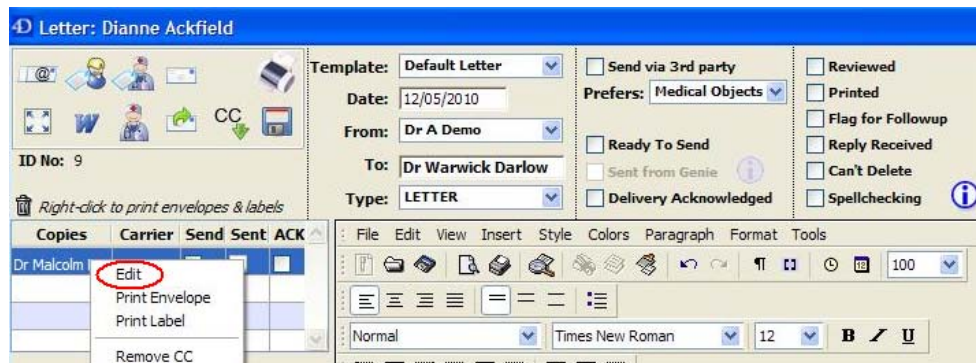 Letter: Dianne Ackfield
Template: Default Letter
Date: 12/05/2010
From: Dr A Demo
To: Dr Warwick Darlow
Type: LETTER
Send via 3rd party
Prefers: Medical Objects
Ready To Send
Sent from Genie
Delivery Acknowledged
Reviewed
Printed
Flag for Followup
Reply Received
Can't Delete
Spellchecking
CC
ID No: 9
Right-click to print envelopes & labels
Copies Carrier Send Sent ACK
Dr Malcolm
Edit
Print Envelope
Print Label
Remove CC
File Edit View Insert Style Colors Paragraph Format Tools
100
Normal Times New Roman 12 B I U